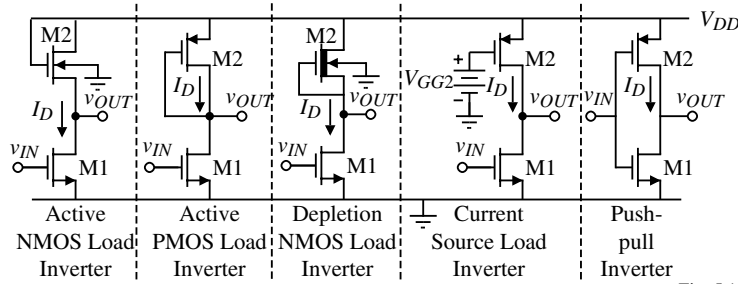 V_DD
M2
I_D
v_OUT
v_IN
M1
Active
NMOS Load
Inverter
M2
I_D
v_OUT
v_IN
M1
Active
PMOS Load
Inverter
M2
I_D
v_OUT
v_IN
M1
Depletion
NMOS Load
Inverter
+
V_GG2
−
M2
I_D
v_OUT
v_IN
M1
Current
Source Load
Inverter
M2
I_D
v_IN
v_OUT
M1
Push-
pull
Inverter